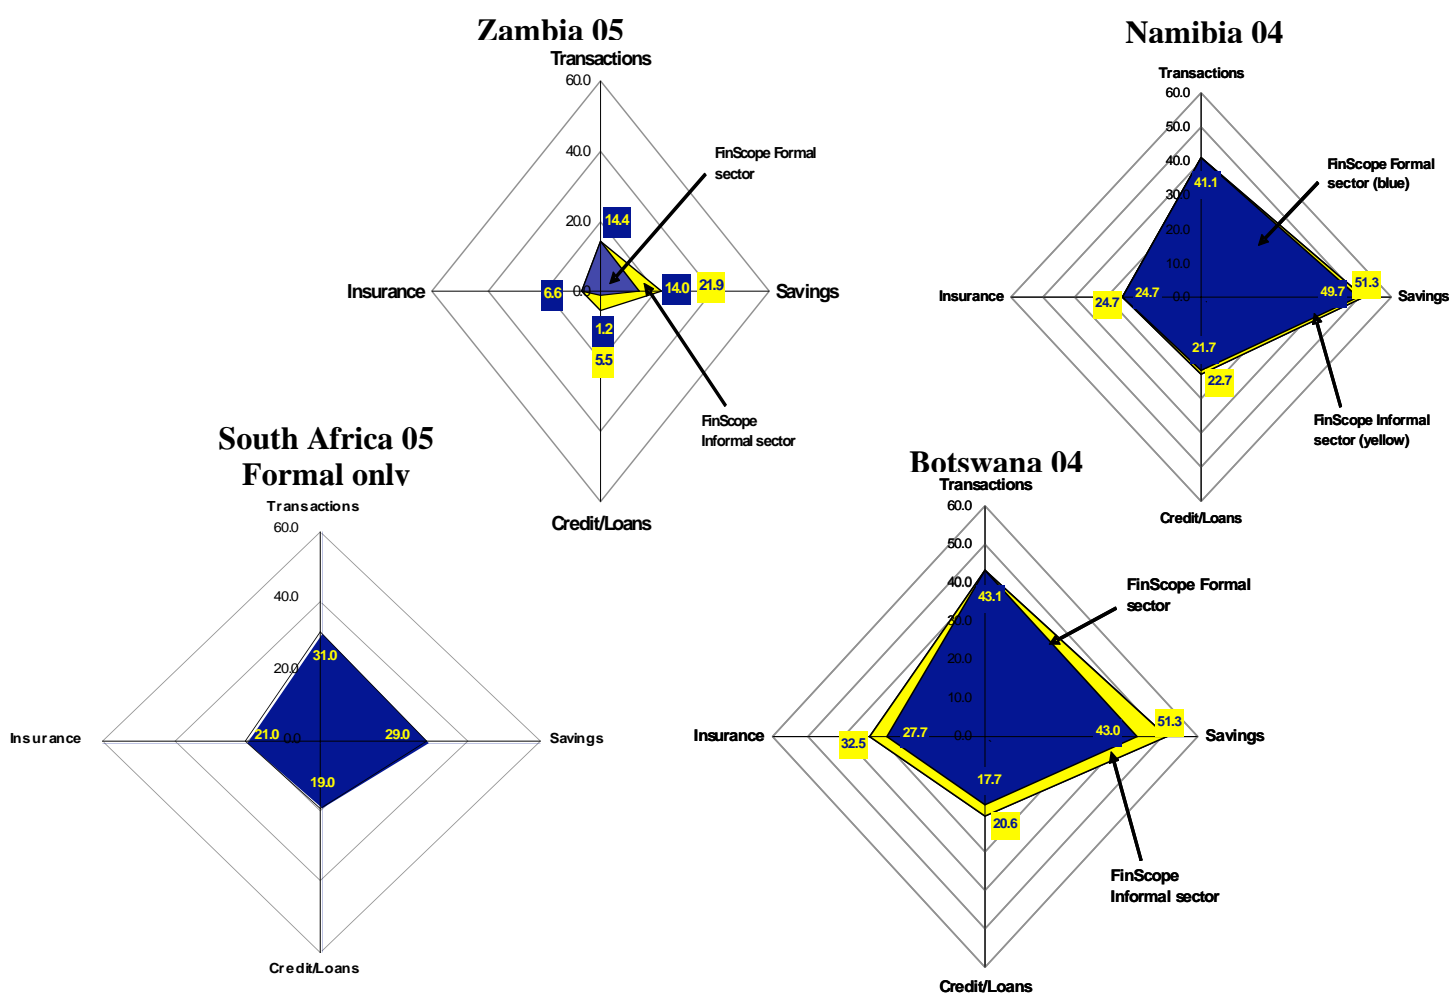 Zambia 05
Transactions
60.0
40.0
20.0
0.0
FinScope Formal
sector
14.4
14.0
21.9
6.6
1.2
5.5
Insurance
Savings
FinScope
Informal sector
Credit/Loans
Namibia 04
Transactions
60.0
50.0
40.0
30.0
20.0
10.0
0.0
41.1
FinScope Formal
sector (blue)
51.3
49.7
24.7
24.7
Insurance
Savings
21.7
22.7
FinScope Informal
sector (yellow)
Credit/Loans
South Africa 05
Formal only
Transactions
60.0
40.0
20.0
0.0
31.0
21.0
29.0
19.0
Insurance
Savings
Credit/Loans
Botswana 04
Transactions
60.0
50.0
40.0
30.0
20.0
10.0
0.0
43.1
FinScope Formal
sector
51.3
43.0
27.7
32.5
Insurance
Savings
17.7
20.6
FinScope
Informal sector
Credit/Loans